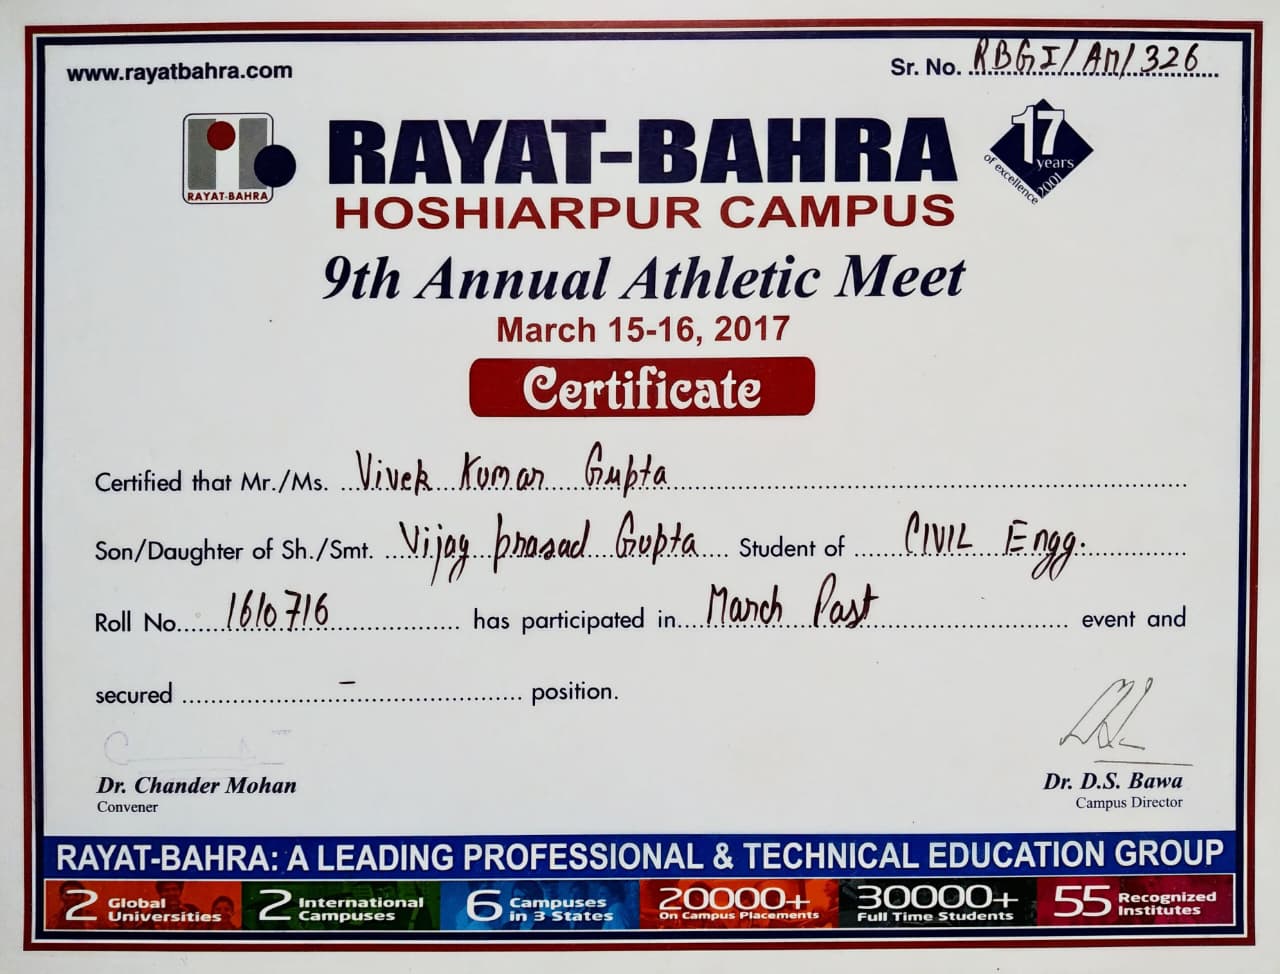 www.rayatbahra.com
Sr. No. RBGI/AM/326
RAYAT-BAHRA
RAYAT-BAHRA
17 years of excellence 2001
HOSHIARPUR CAMPUS
9th Annual Athletic Meet
March 15-16, 2017
Certificate
Certified that Mr./Ms. Vivek Kumar Gupta
Son/Daughter of Sh./Smt. Vijay Prasad Gupta Student of CIVIL Engg.
Roll No. 1610716 has participated in March Past event and
secured – position.
Dr. Chander Mohan
Convener
Dr. D.S. Bawa
Campus Director
RAYAT-BAHRA: A LEADING PROFESSIONAL & TECHNICAL EDUCATION GROUP
2 Global Universities
2 International Campuses
6 Campuses in 3 States
20000+ On Campus Placements
30000+ Full Time Students
55 Recognized Institutes